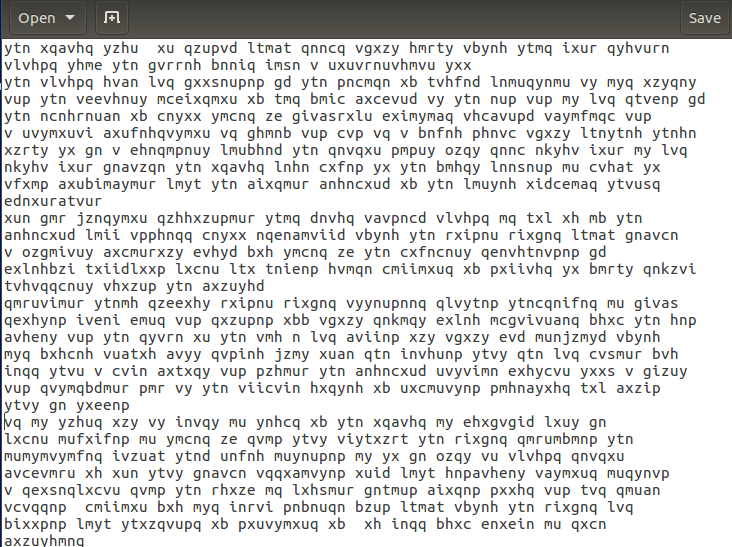 Open
Save
ytn xqavhq yzhu  xu qzupvd ltmat qnncq vgxzy hmrty vbynh ytmq ixur qyhvurn
vlvhpq yhme ytn gvrrnh bnniq imsn v uxuvrnuvhmvu yxx
ytn vlvhpq hvan lvq gxxsnupnp gd ytn pncmqn xb tvhfnd lnmuqynmu vy myq xzyqny
vup ytn veevhnuy mceixqmxu xb tmq bmic axcevud vy ytn nup vup my lvq qtvenp gd
ytn ncnhrnuan xb cnyxx ymcnq ze givasrxlu eximymaq vhcavupd vaymfmqc vup
v uvymxuvi axufnhqvymxu vq ghmnb vup cvp vq v bnfnh phnvc vgxzy ltnytnh ytnhn
xzrty yx gn v ehnqmpnuy lmubhnd ytn qnvqxu pmpuy ozqy qnnc nkyhv ixur my lvq
nkyhv ixur gnavzqn ytn xqavhq lnhn cxfnp yx ytn bmhqy lnnsnup mu cvhat yx
vfxmp axubimaymur lmyt ytn aixqmur anhncxud xb ytn lmuynh xidcemaq ytvusq
ednxuratvur
xun gmr jznqymxu qzhhxzupmur ytmq dnvhq vavpncd vlvhpq mq txl xh mb ytn
anhncxud lmii vpphnqq cnyxx nqenamviid vbynh ytn rxipnu rixgnq ltmat gnavcn
v ozgmivuy axcmurxzy evhyd bxh ymcnq ze ytn cxfncnuy qenvhtnvpnp gd
exlnhbzi txiidlxxp lxcnu ltx tnienp hvmqn cmiimxuq xb pxiivhq yx bmrty qnkzvi
tvhvqqcnuy vhxzup ytn axzuyhd
qmruvimur ytnmh qzeexhy rxipnu rixgnq vyynupnnq qlvytnp ytncqnifnq mu givas
qexhynp iveni emuq vup qxzupnp xbb vgxzy qnkmqy exlnh mcgvivuanq bhxc ytn hnp
avheny vup ytn qyvrn xu ytn vmh n lvq aviinp xzy vgxzy evd munjzmyd vbynh
myq bxhcnh vuatxh avyy qvpinh jzmy xuan qtn invhunp ytvy qtn lvq cvsmur bvh
inqq ytvu v cvin axtxqy vup pzhmur ytn anhncxud uvyvimn exhycvu yxxs v gizuy
vup qvymqbdmur pmr vy ytn viicvin hxqynh xb uxcmuvynp pmhnayxhq txl axzip
ytvy gn yxeenp
vq my yzhuq xzy vy invqy mu ynhcq xb ytn xqavhq my ehxgvgid lxuy gn
lxcnu mufxifnp mu ymcnq ze qvmp ytvy viytxzrt ytn rixgnq qmrumbmnp ytn
mumymvymfnq ivzuat ytnd unfnh muynupnp my yx gn ozqy vu vlvhpq qnvqxu
avcevmru xh xun ytvy gnavcn vqqxamvynp xuid lmyt hnpavheny vaymxuq muqynvp
v qexsnqlxcvu qvmp ytn rhxze mq lxhsmur gntmup aixqnp pxxhq vup tvq qmuan
vcvqqnp  cmiimxu bxh myq inrvi pnbnuqn bzup ltmat vbynh ytn rixgnq lvq
bixxpnp lmyt ytxzqvupq xb pxuvymxuq xb  xh inqq bhxc enxein mu qxcn
axzuyhmnq